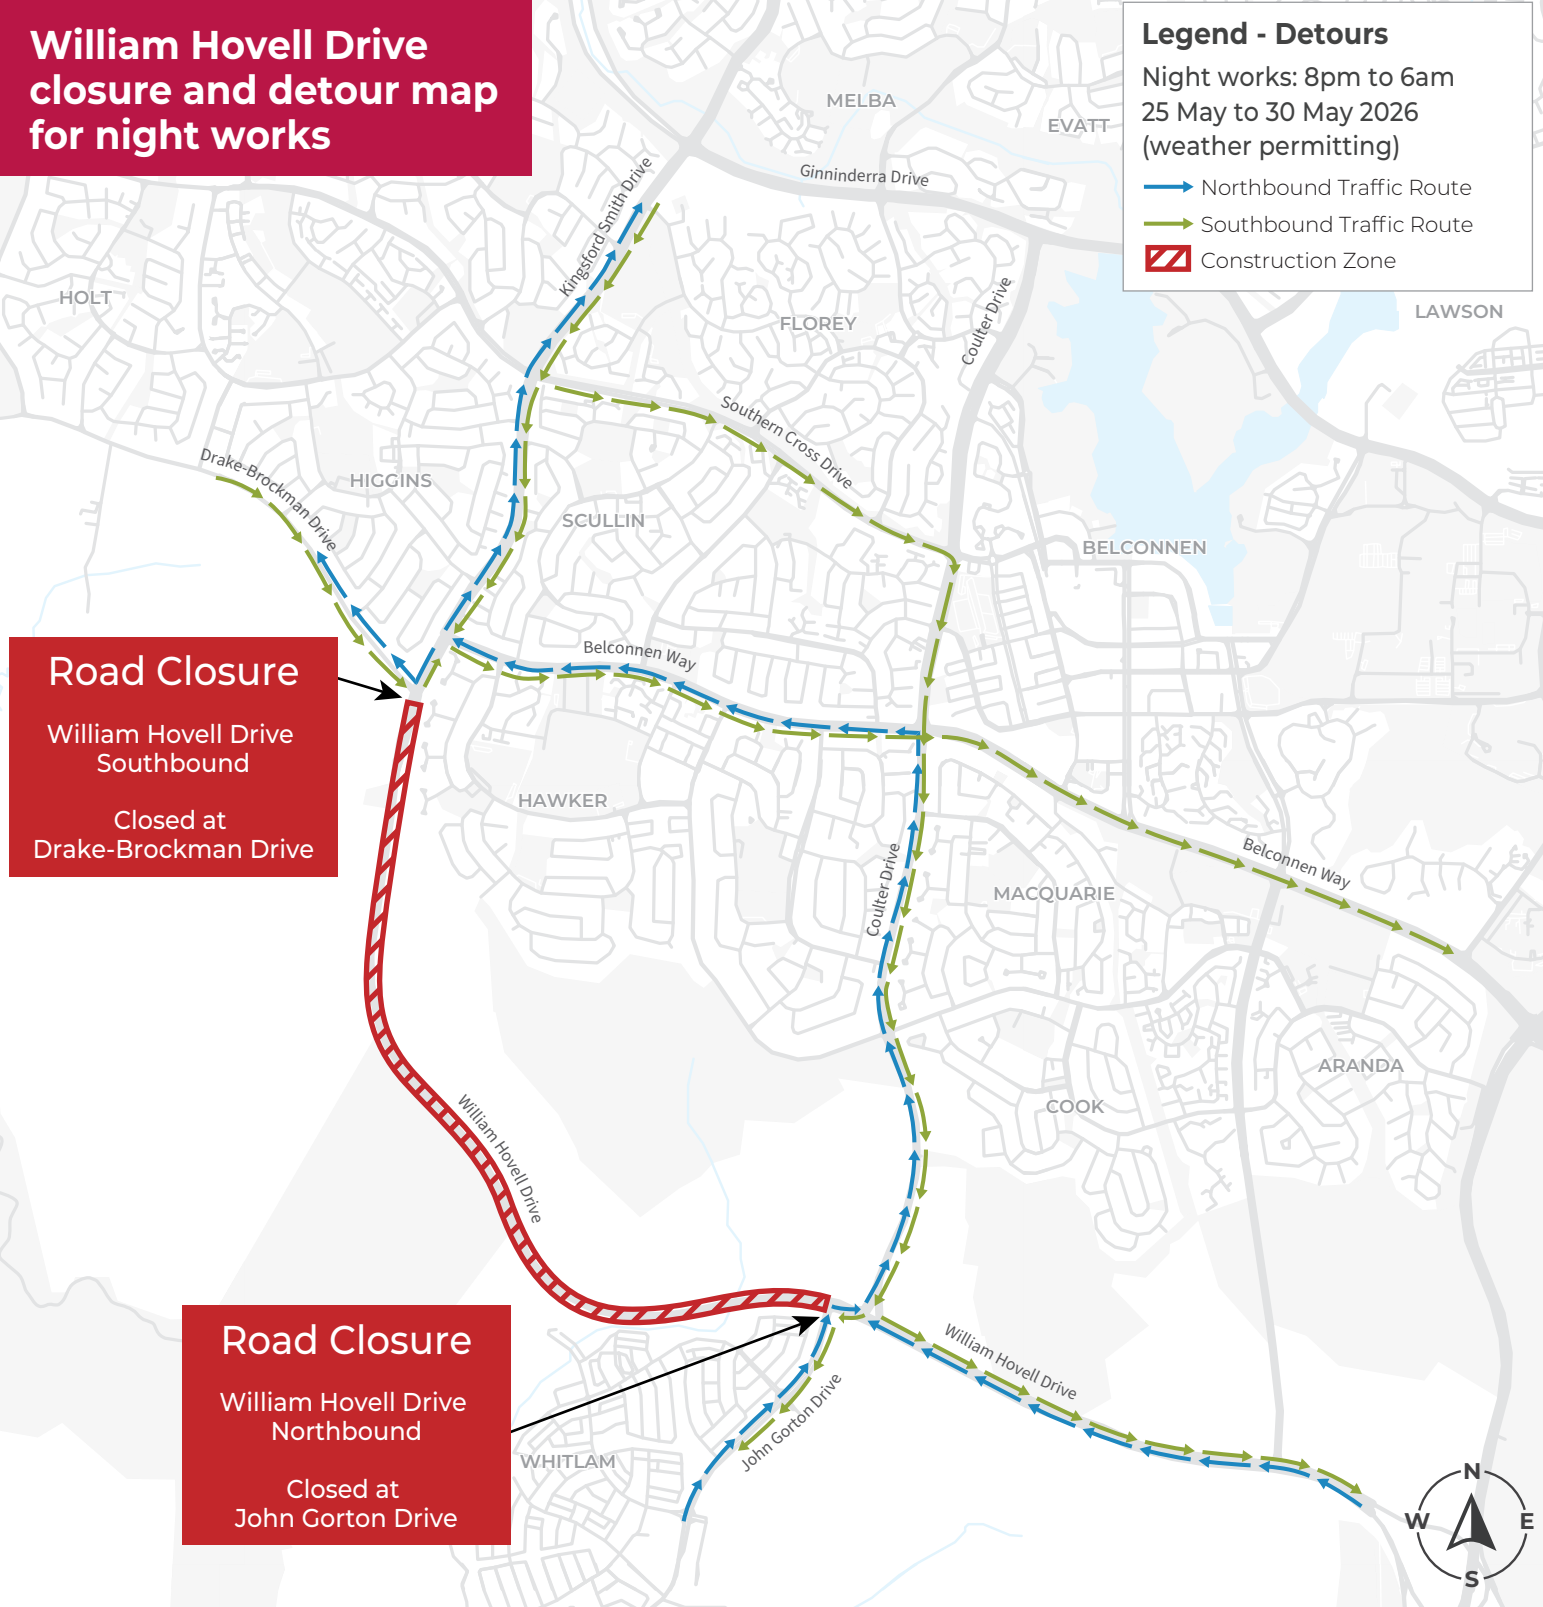 William Hovell Drive
closure and detour map
for night works
Legend - Detours
Night works: 8pm to 6am
25 May to 30 May 2026
(weather permitting)
Northbound Traffic Route
Southbound Traffic Route
Construction Zone
MELBA
EVATT
Ginninderra Drive
Kingsford Smith Drive
HOLT
FLOREY
Coulter Drive
LAWSON
Southern Cross Drive
Drake-Brockman Drive
HIGGINS
SCULLIN
BELCONNEN
Belconnen Way
Road Closure
William Hovell Drive
Southbound
Closed at
Drake-Brockman Drive
HAWKER
Coulter Drive
MACQUARIE
Belconnen Way
ARANDA
COOK
William Hovell Drive
Road Closure
William Hovell Drive
Northbound
Closed at
John Gorton Drive
William Hovell Drive
John Gorton Drive
WHITLAM
N
W
E
S